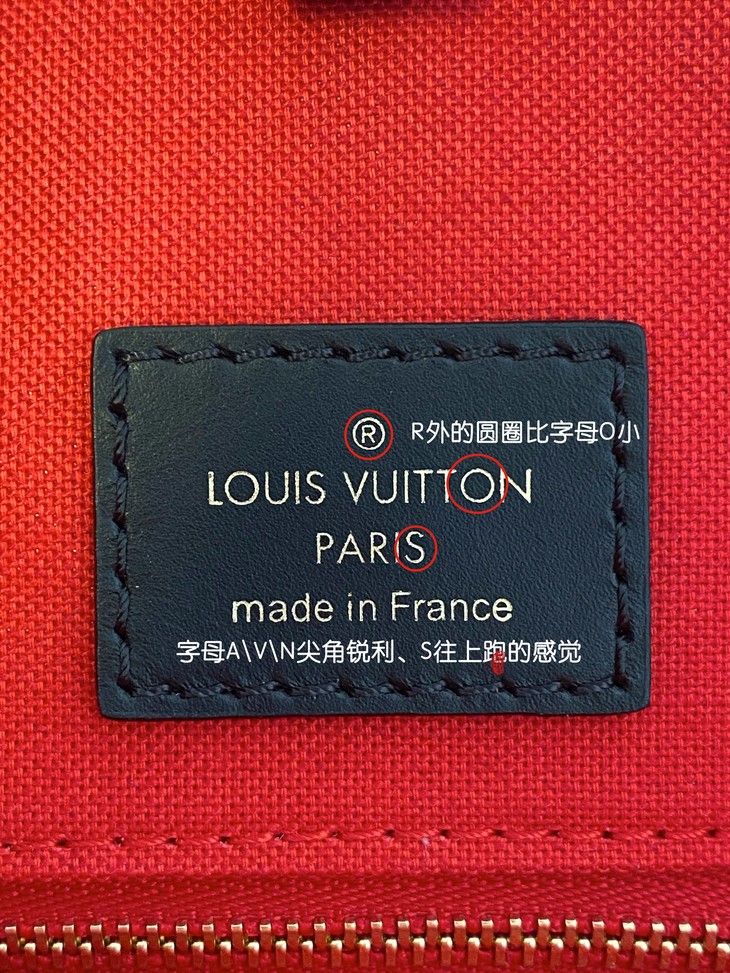 ®
R外的圆圈比字母O小
LOUIS VUITTON
PARIS
made in France
字母A\V\N尖角锐利、S往上跑的感觉